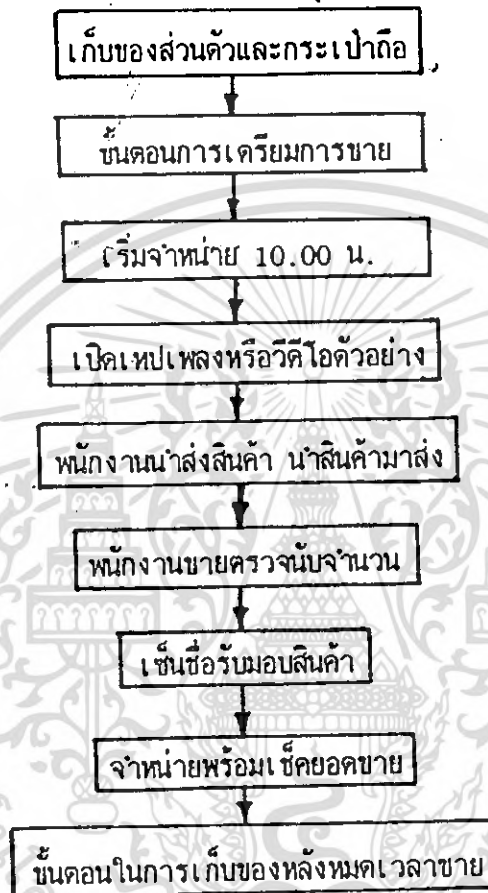 เก็บของส่วนตัวและกระเป๋าถือ
ขั้นตอนการเตรียมการขาย
เริ่มจำหน่าย 10.00 น.
เปิดเทปเพลงหรือวีดีโอตัวอย่าง
พนักงานนำส่งสินค้า นำสินค้ามาส่ง
พนักงานขายตรวจนับจำนวน
เซ็นชื่อรับมอบสินค้า
จำหน่ายพร้อมเช็คยอดขาย
ขั้นตอนในการเก็บของหลังหมดเวลาขาย